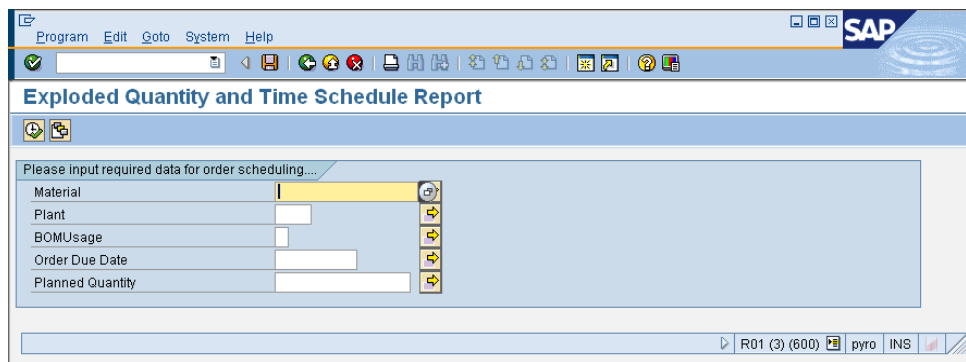 Program Edit Goto System Help
SAP
Exploded Quantity and Time Schedule Report
Please input required data for order scheduling....
Material
Plant
BOMUsage
Order Due Date
Planned Quantity
R01 (3) (600) pyro INS